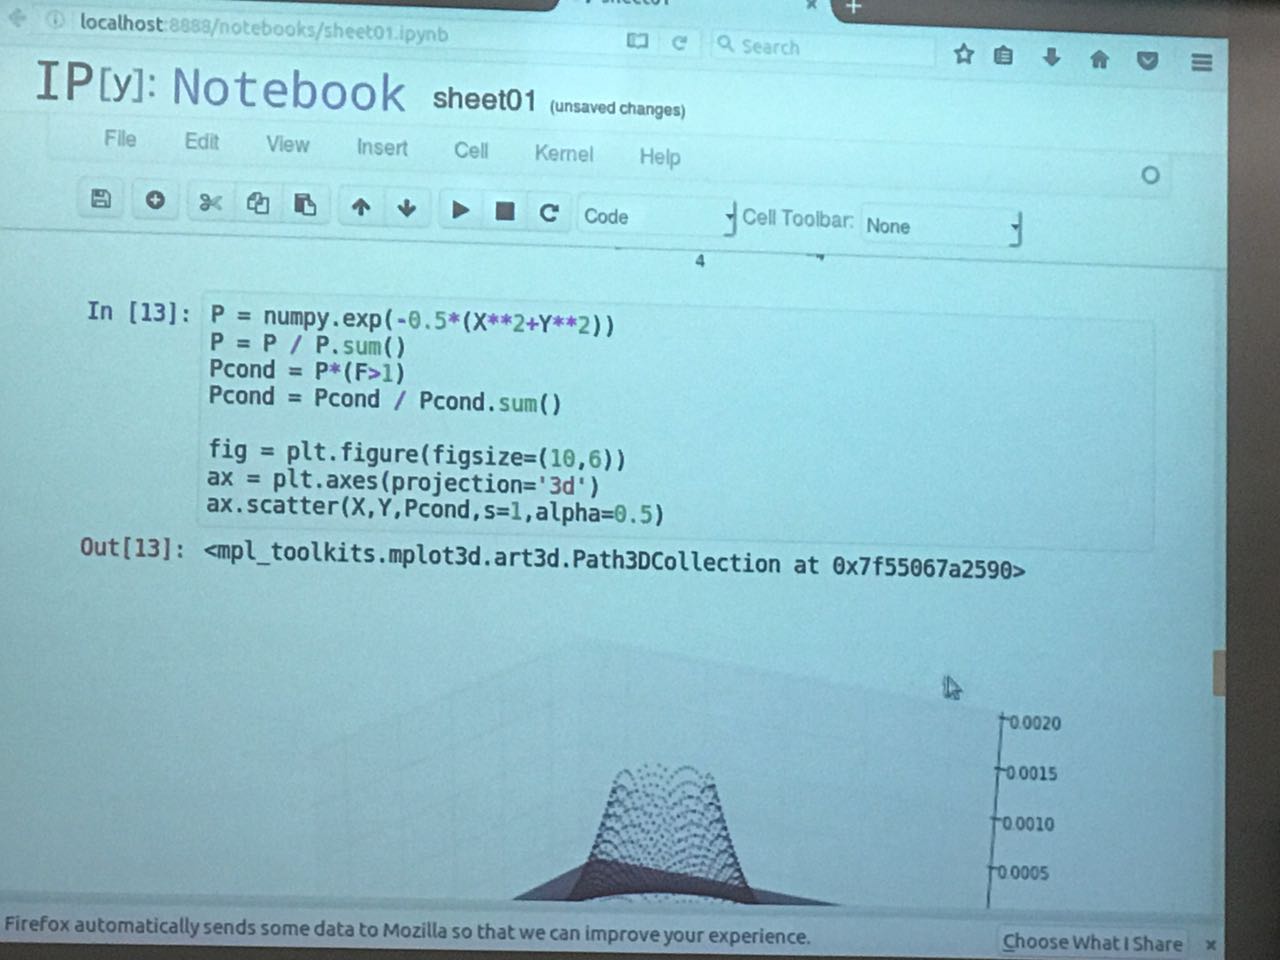 localhost:8888/notebooks/sheet01.ipynb
Search
IP[y]: Notebook sheet01 (unsaved changes)
File Edit View Insert Cell Kernel Help
Code Cell Toolbar: None
4
In [13]: P = numpy.exp(-0.5*(X**2+Y**2))
P = P / P.sum()
Pcond = P*(F>1)
Pcond = Pcond / Pcond.sum()
fig = plt.figure(figsize=(10,6))
ax = plt.axes(projection='3d')
ax.scatter(X,Y,Pcond,s=1,alpha=0.5)
Out[13]: <mpl_toolkits.mplot3d.art3d.Path3DCollection at 0x7f55067a2590>
0.0020
0.0015
0.0010
0.0005
Firefox automatically sends some data to Mozilla so that we can improve your experience.
Choose What I Share x